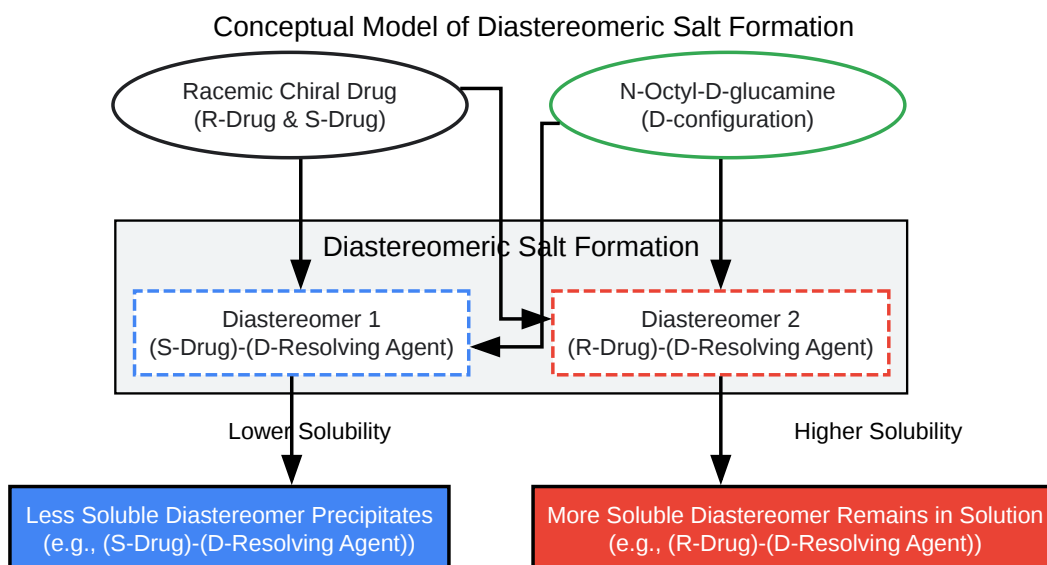 Conceptual Model of Diastereomeric Salt Formation
Racemic Chiral Drug
(R-Drug & S-Drug)
N-Octyl-D-glucamine
(D-configuration)
Diastereomeric Salt Formation
Diastereomer 1
(S-Drug)-(D-Resolving Agent)
Diastereomer 2
(R-Drug)-(D-Resolving Agent)
Lower Solubility
Higher Solubility
Less Soluble Diastereomer Precipitates
(e.g., (S-Drug)-(D-Resolving Agent))
More Soluble Diastereomer Remains in Solution
(e.g., (R-Drug)-(D-Resolving Agent))